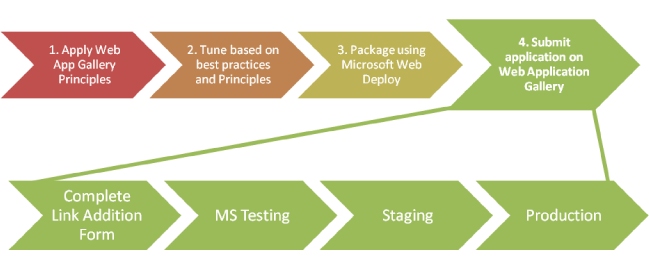 1. Apply Web
App Gallery
Principles
2. Tune based on
best practices
and Principles
3. Package using
Microsoft Web
Deploy
4. Submit
application on
Web Application
Gallery
Complete
Link Addition
Form
MS Testing
Staging
Production